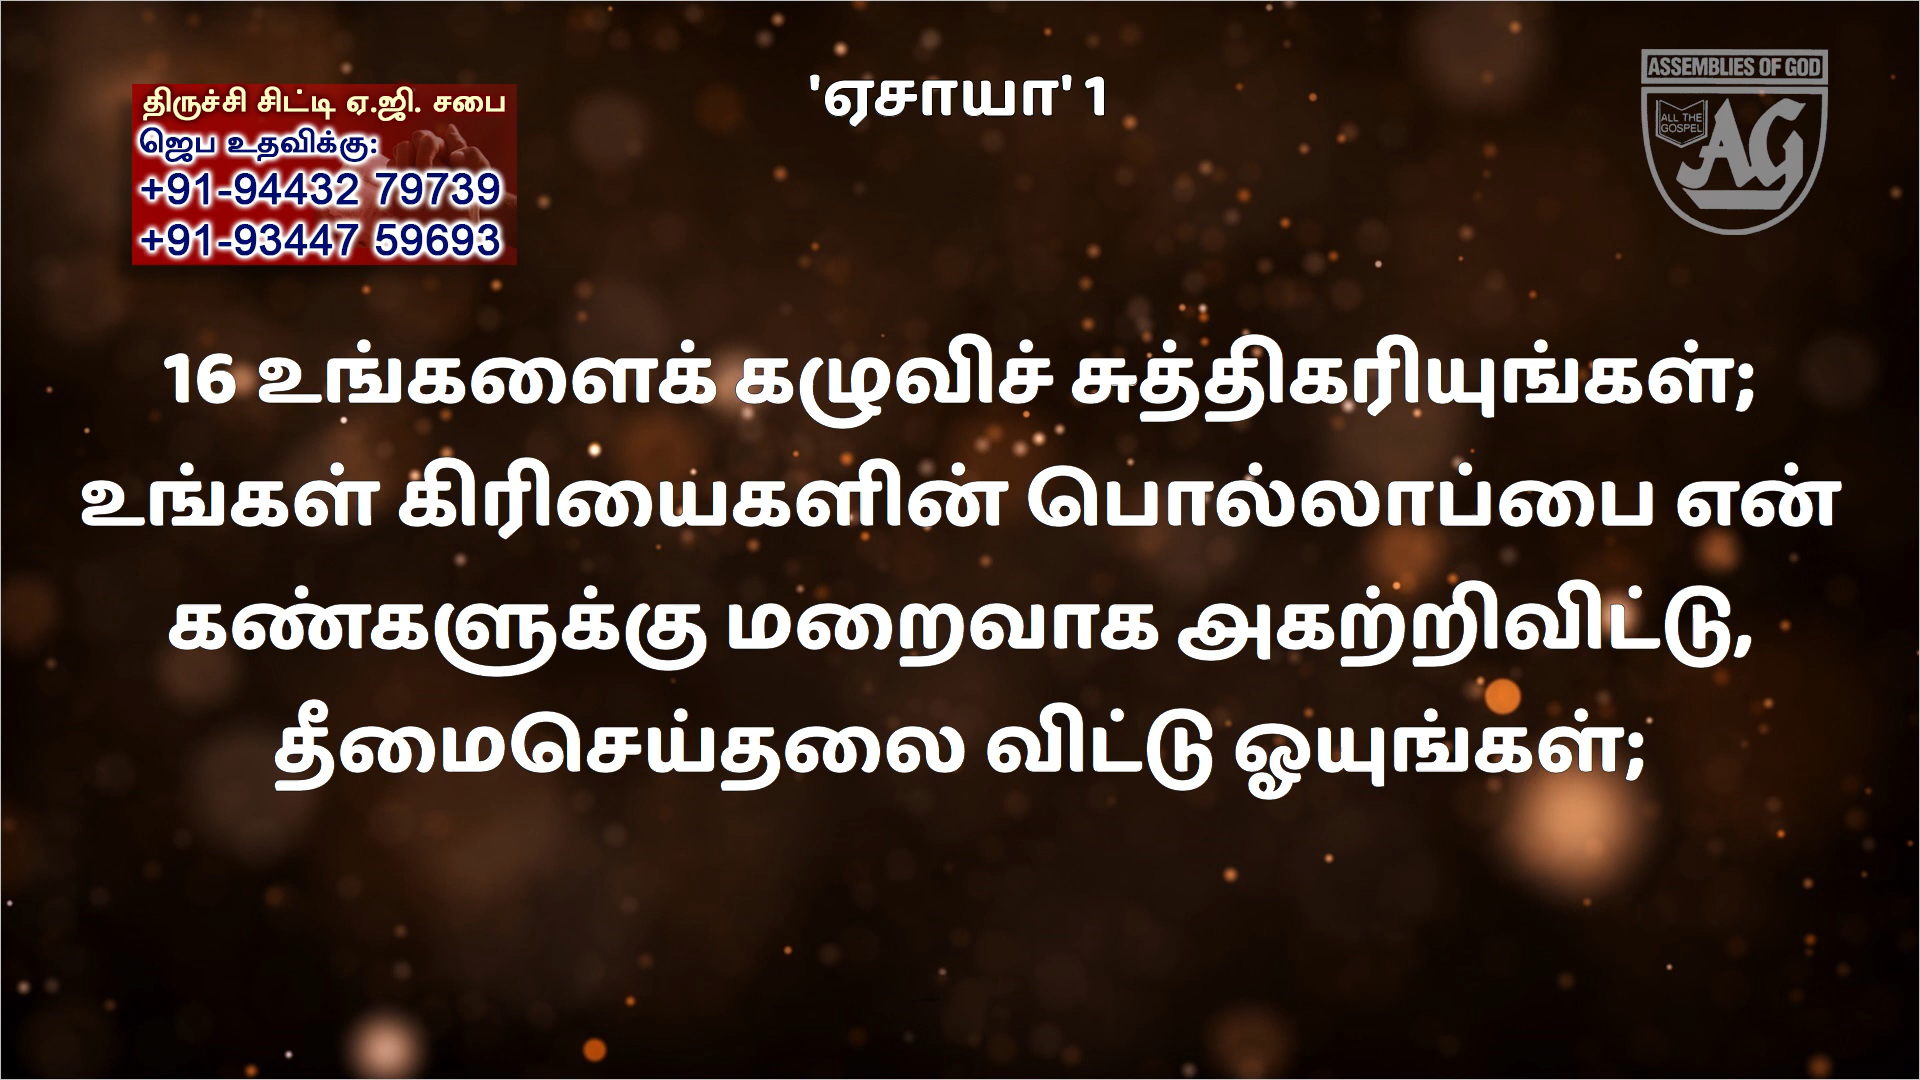 'ஏசாயா' 1
திருச்சி சிட்டி ஏ.ஜி. சபை
ஜெப உதவிக்கு:
+91-94432 79739
+91-93447 59693
ASSEMBLIES OF GOD
ALL THE
GOSPEL
AG
16 உங்களைக் கழுவிச் சுத்திகரியுங்கள்;
உங்கள் கிரியைகளின் பொல்லாப்பை என்
கண்களுக்கு மறைவாக அகற்றிவிட்டு,
தீமைசெய்தலை விட்டு ஓயுங்கள்;